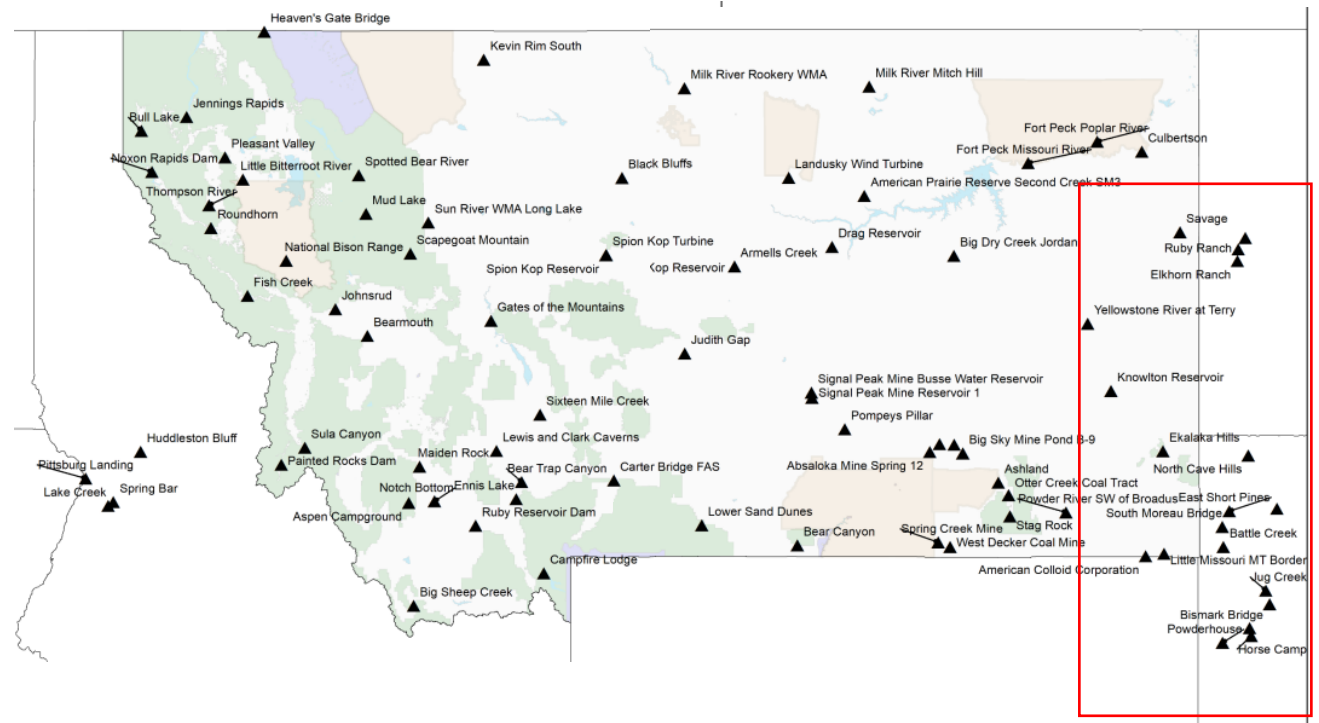 Heaven's Gate Bridge
Kevin Rim South
Milk River Rookery WMA
Milk River Mitch Hill
Jennings Rapids
Bull Lake
Fort Peck Poplar River
Culbertson
Pleasant Valley
Fort Peck Missouri River
Noxon Rapids Dam
Little Bitterroot River
Spotted Bear River
Black Bluffs
Landusky Wind Turbine
American Prairie Reserve Second Creek SM3
Thompson River
Mud Lake
Roundhorn
Sun River WMA Long Lake
Savage
Drag Reservoir
National Bison Range
Scapegoat Mountain
Spion Kop Turbine
Big Dry Creek Jordan
Ruby Ranch
Armells Creek
Spion Kop Reservoir
Kop Reservoir
Elkhorn Ranch
Fish Creek
Johnsrud
Gates of the Mountains
Yellowstone River at Terry
Bearmouth
Judith Gap
Signal Peak Mine Busse Water Reservoir
Knowlton Reservoir
Signal Peak Mine Reservoir 1
Sixteen Mile Creek
Pompeys Pillar
Huddleston Bluff
Sula Canyon
Lewis and Clark Caverns
Big Sky Mine Pond B-9
Ekalaka Hills
Maiden Rock
Pittsburg Landing
Painted Rocks Dam
Bear Trap Canyon
Carter Bridge FAS
Absaloka Mine Spring 12
Ashland
North Cave Hills
Otter Creek Coal Tract
Lake Creek
Spring Bar
Notch Bottom
Ennis Lake
Powder River SW of Broadus
East Short Pines
Aspen Campground
Ruby Reservoir Dam
Lower Sand Dunes
South Moreau Bridge
Stag Rock
Spring Creek Mine
Bear Canyon
Battle Creek
West Decker Coal Mine
Campfire Lodge
American Colloid Corporation
Little Missouri MT Border
Jug Creek
Big Sheep Creek
Bismark Bridge
Powderhouse
Horse Camp